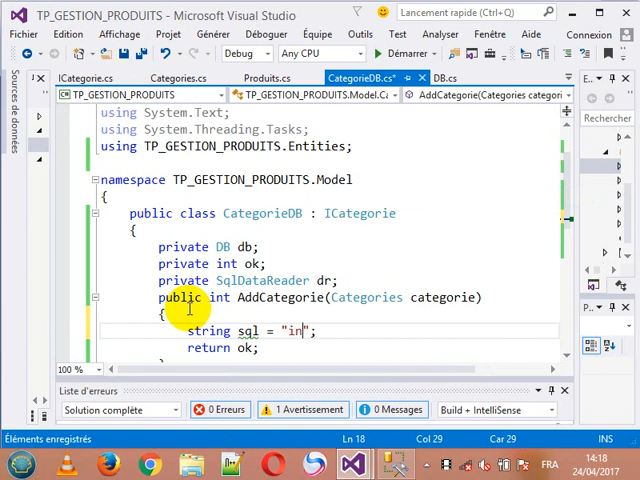 TP_GESTION_PRODUITS - Microsoft Visual Studio
Lancement rapide (Ctrl+Q)
Fichier Edition Affichage Projet Générer Déboguer Équipe Outils Test Analyser Fenêtre Aide Connexion
Debug Any CPU Démarrer
ICategorie.cs Categories.cs Produits.cs CategorieDB.cs* DB.cs
TP_GESTION_PRODUITS TP_GESTION_PRODUITS.Model.Ca AddCategorie(Categories categori
Sources de données
E...
Rechercher
using System.Text;
using System.Threading.Tasks;
using TP_GESTION_PRODUITS.Entities;
namespace TP_GESTION_PRODUITS.Model
{
public class CategorieDB : ICategorie
{
private DB db;
private int ok;
private SqlDataReader dr;
public int AddCategorie(Categories categorie)
{
string sql = "in";
return ok;
P...
100 %
Liste d'erreurs
Solution complète 0 Erreurs 1 Avertissement 0 Messages Build + IntelliSense
Éléments enregistrés Ln 18 Col 29 Car 29 INS
FRA
14:18
24/04/2017